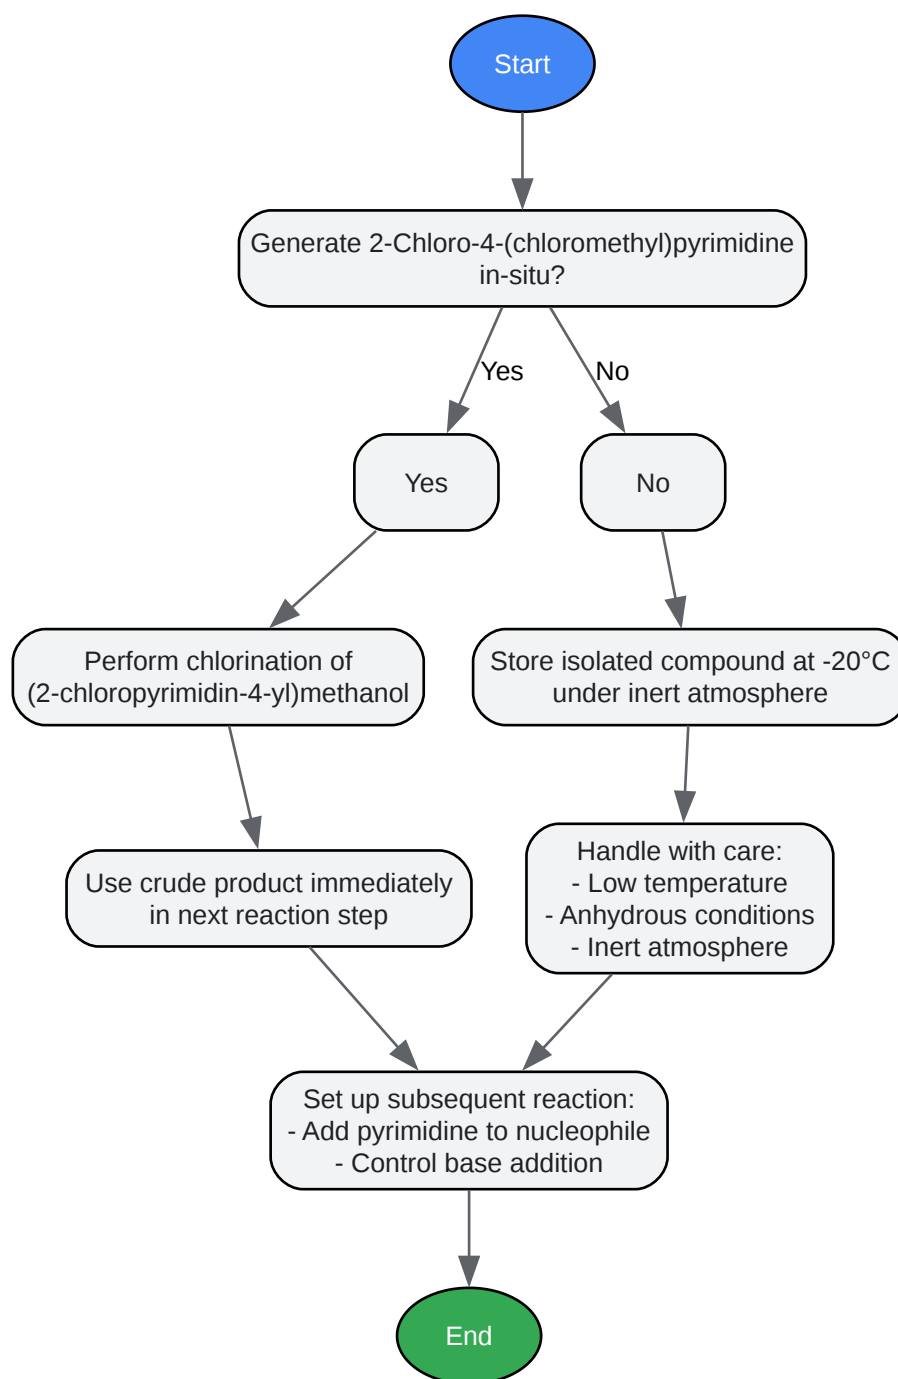 Start
Generate 2-Chloro-4-(chloromethyl)pyrimidine
in-situ?
Yes
No
Yes
No
Perform chlorination of
(2-chloropyrimidin-4-yl)methanol
Store isolated compound at -20°C
under inert atmosphere
Use crude product immediately
in next reaction step
Handle with care:
- Low temperature
- Anhydrous conditions
- Inert atmosphere
Set up subsequent reaction:
- Add pyrimidine to nucleophile
- Control base addition
End